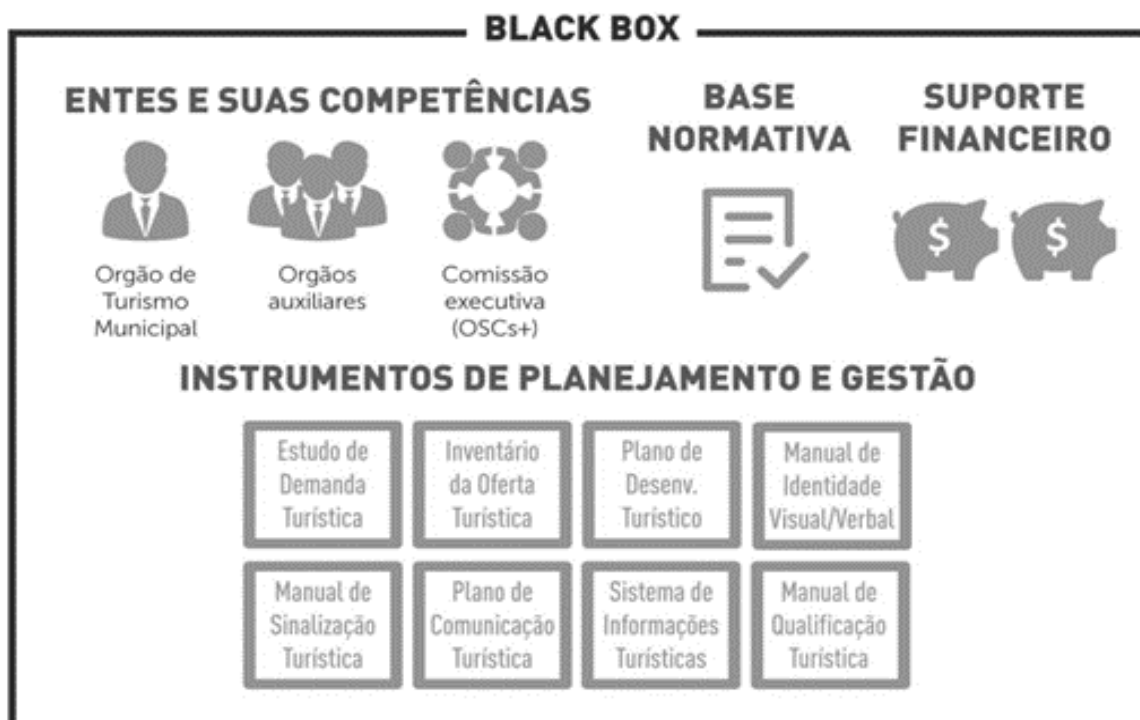 BLACK BOX
ENTES E SUAS COMPETÊNCIAS
Orgão de
Turismo
Municipal
Orgãos
auxiliares
Comissão
executiva
(OSCs+)
BASE
NORMATIVA
SUPORTE
FINANCEIRO
$ $
INSTRUMENTOS DE PLANEJAMENTO E GESTÃO
Estudo de
Demanda
Turística
Inventário
da Oferta
Turística
Plano de
Desenv.
Turístico
Manual de
Identidade
Visual/Verbal
Manual de
Sinalização
Turística
Plano de
Comunicação
Turística
Sistema de
Informações
Turísticas
Manual de
Qualificação
Turística